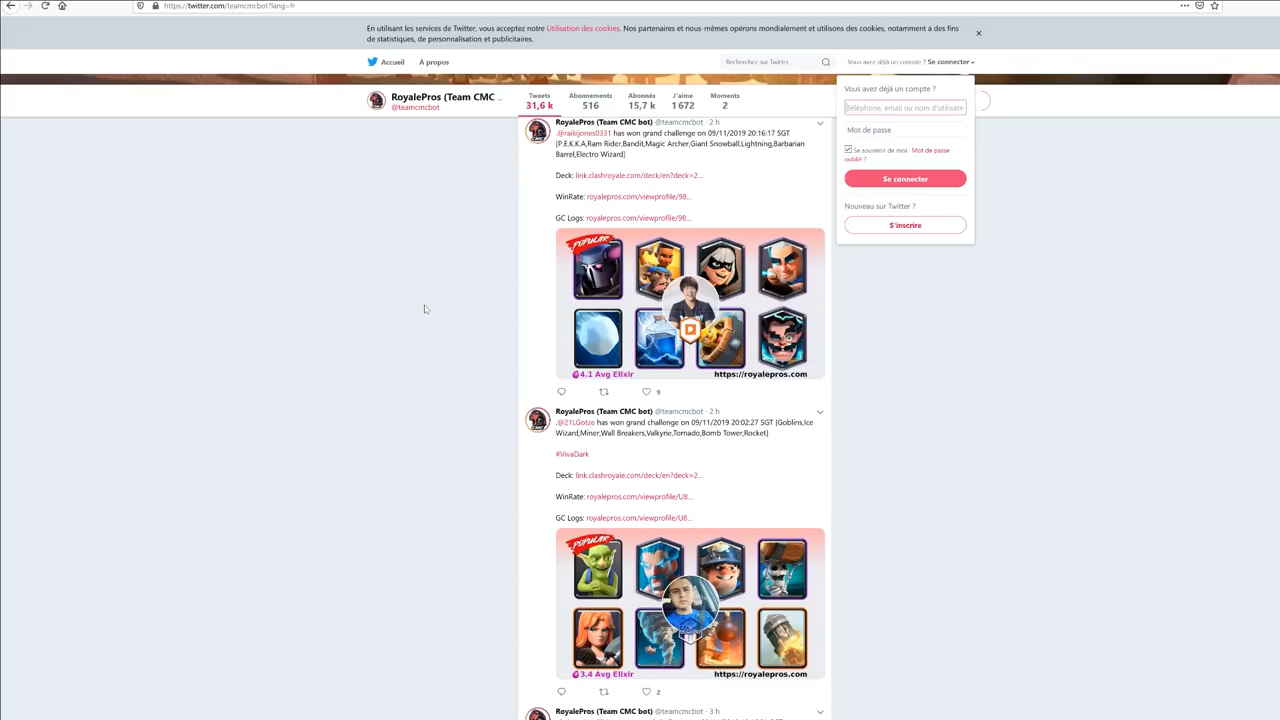 https://twitter.com/teamcmcbot?lang=fr
En utilisant les services de Twitter, vous acceptez notre Utilisation des cookies. Nos partenaires et nous-mêmes opérons mondialement et utilisons des cookies, notamment à des fins
de statistiques, de personnalisation et publicitaires.
Accueil
À propos
Recherchez sur Twitter
Vous avez déjà un compte ? Se connecter
RoyalePros (Team CMC ...
@teamcmcbot
Tweets
31,6 k
Abonnements
516
Abonnés
15,7 k
J'aime
1 672
Moments
2
Vous avez déjà un compte ?
Téléphone, email ou nom d'utilisate
Mot de passe
Se souvenir de moi · Mot de passe
oublié ?
Se connecter
Nouveau sur Twitter ?
S'inscrire
RoyalePros (Team CMC bot) @teamcmcbot · 2 h
.@raikijones0331 has won grand challenge on 09/11/2019 20:16:17 SGT
[P.E.K.K.A,Ram Rider,Bandit,Magic Archer,Giant Snowball,Lightning,Barbarian
Barrel,Electro Wizard]
Deck: link.clashroyale.com/deck/en?deck=2...
WinRate: royalepros.com/viewprofile/98...
GC Logs: royalepros.com/viewprofile/98...
POPULAR
4.1 Avg Elixir
https://royalepros.com
9
RoyalePros (Team CMC bot) @teamcmcbot · 2 h
.@21LGotze has won grand challenge on 09/11/2019 20:02:27 SGT [Goblins,Ice
Wizard,Miner,Wall Breakers,Valkyrie,Tornado,Bomb Tower,Rocket]
#VivaDark
Deck: link.clashroyale.com/deck/en?deck=2...
WinRate: royalepros.com/viewprofile/U8...
GC Logs: royalepros.com/viewprofile/U8...
POPULAR
3.4 Avg Elixir
https://royalepros.com
2
RoyalePros (Team CMC bot) @teamcmcbot · 3 h